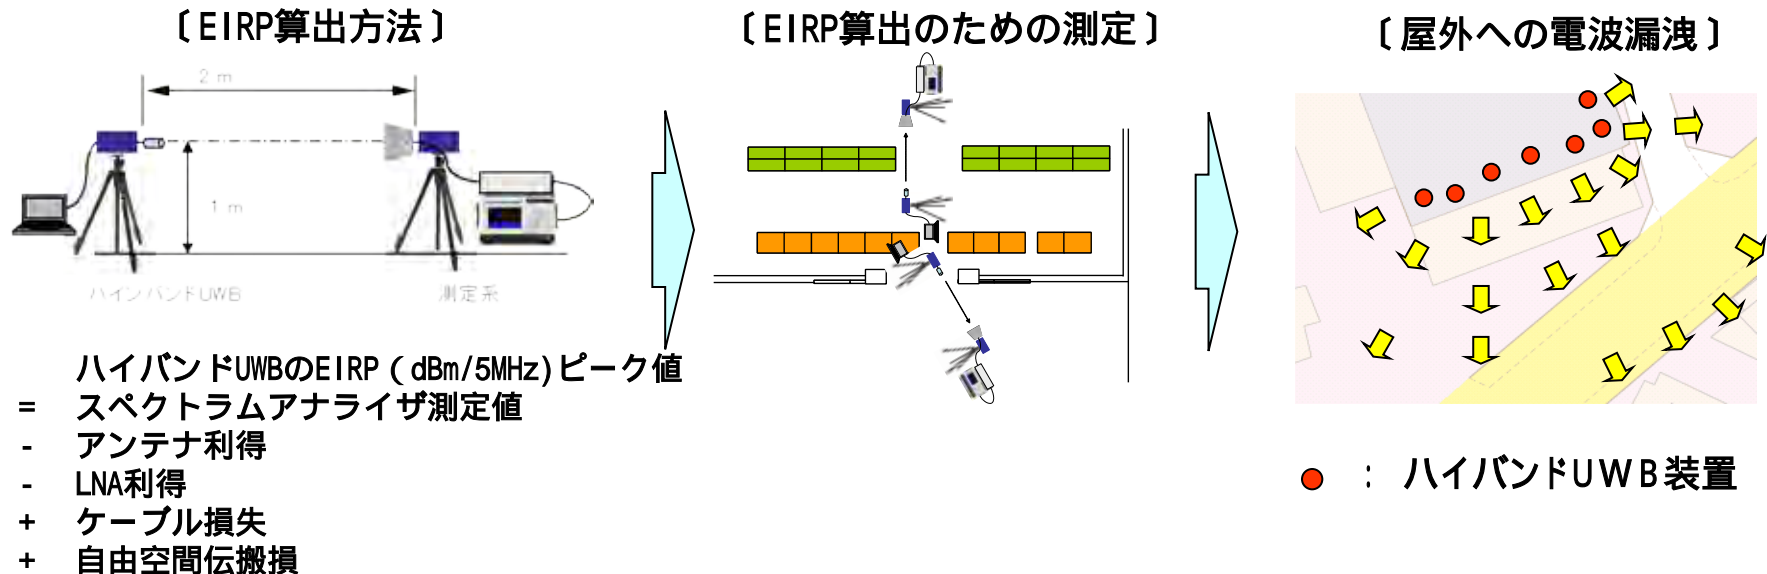 〔EIRP算出方法〕
2 m
1 m
ハインバンドUWB
測定系
ハイバンドUWBのEIRP(dBm/5MHz)ピーク値
= スペクトラムアナライザ測定値
- アンテナ利得
- LNA利得
+ ケーブル損失
+ 自由空間伝搬損
〔EIRP算出のための測定〕
〔屋外への電波漏洩〕
: ハイバンドUWB装置